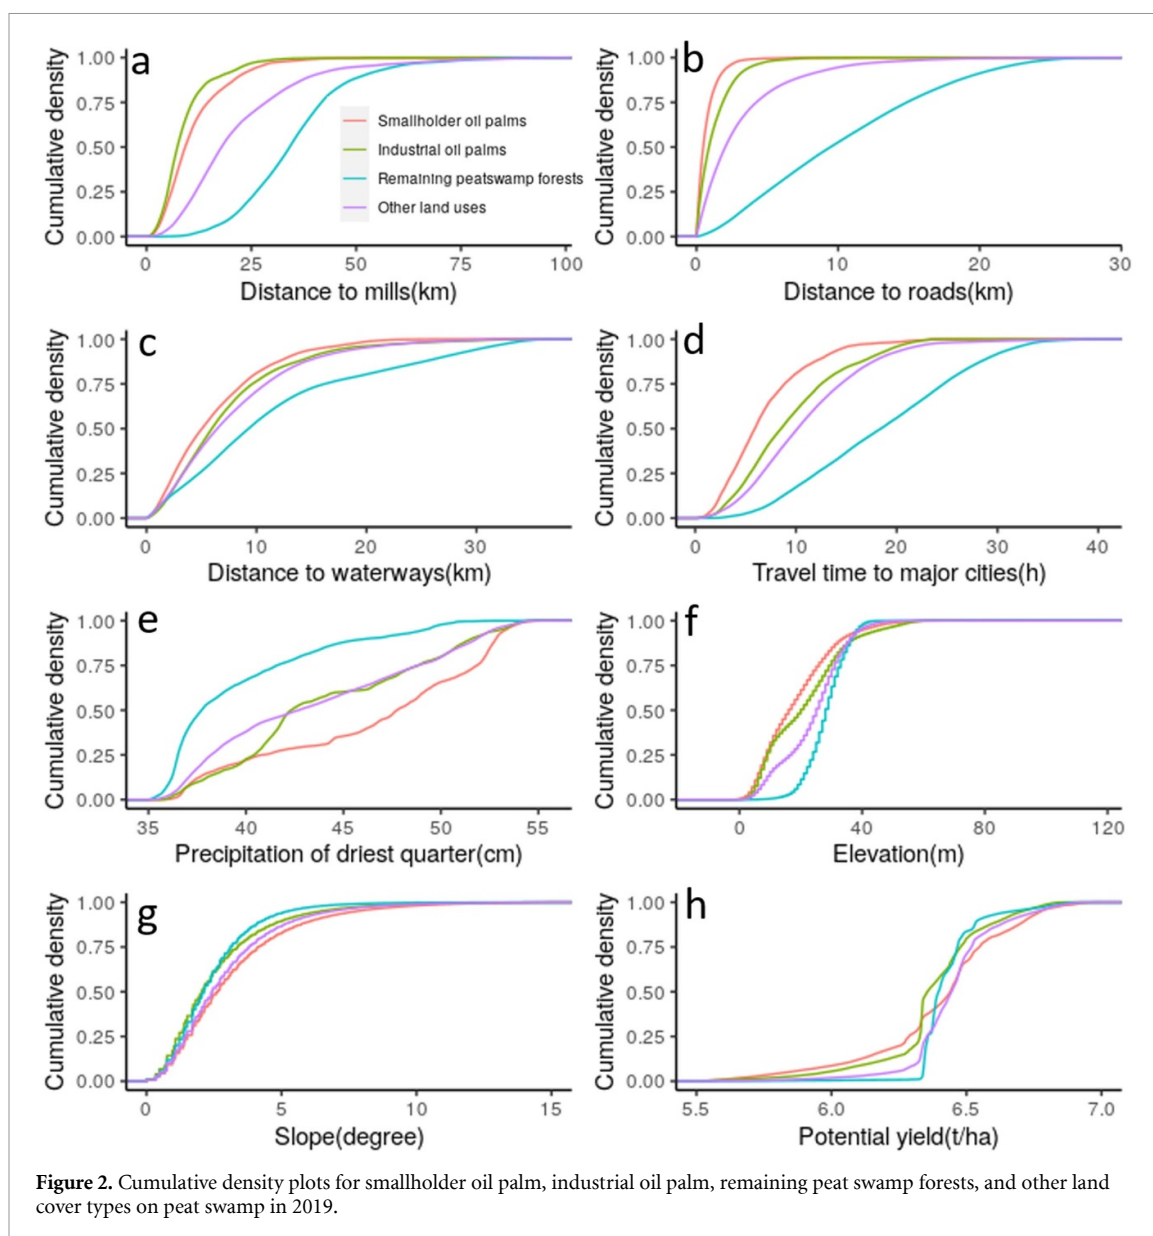 a
Cumulative density
1.00
0.75
0.50
0.25
0.00
Smallholder oil palms
Industrial oil palms
Remaining peatswamp forests
Other land uses
0 25 50 75 100
Distance to mills(km)
b
Cumulative density
1.00
0.75
0.50
0.25
0.00
0 10 20 30
Distance to roads(km)
c
Cumulative density
1.00
0.75
0.50
0.25
0.00
0 10 20 30
Distance to waterways(km)
d
Cumulative density
1.00
0.75
0.50
0.25
0.00
0 10 20 30 40
Travel time to major cities(h)
e
Cumulative density
1.00
0.75
0.50
0.25
0.00
35 40 45 50 55
Precipitation of driest quarter(cm)
f
Cumulative density
1.00
0.75
0.50
0.25
0.00
0 40 80 120
Elevation(m)
g
Cumulative density
1.00
0.75
0.50
0.25
0.00
0 5 10 15
Slope(degree)
h
Cumulative density
1.00
0.75
0.50
0.25
0.00
5.5 6.0 6.5 7.0
Potential yield(t/ha)
Figure 2. Cumulative density plots for smallholder oil palm, industrial oil palm, remaining peat swamp forests, and other land
cover types on peat swamp in 2019.